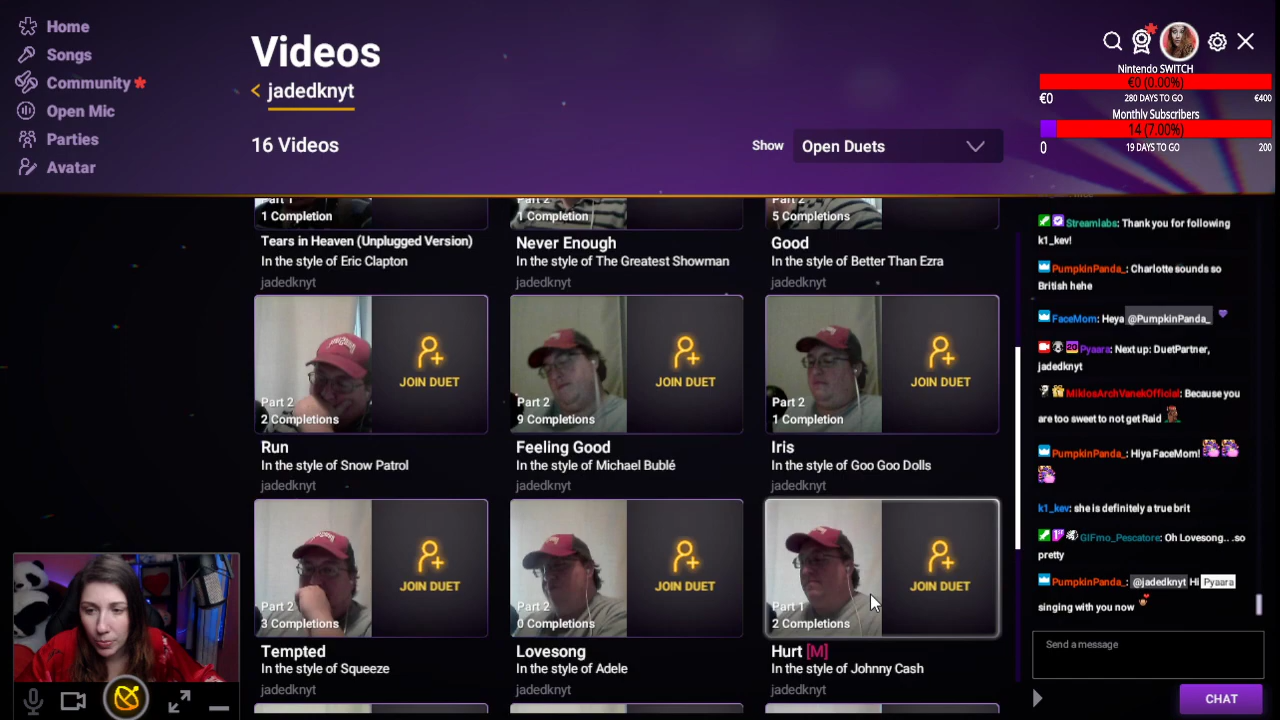 Home
Songs
Community
Open Mic
Parties
Avatar
Videos
< jadedknyt
16 Videos
Show
Open Duets
Nintendo SWITCH
€0 (0.00%)
€0
280 DAYS TO GO
€400
Monthly Subscribers
14 (7.00%)
0
19 DAYS TO GO
200
Part 1
1 Completion
Part 2
1 Completion
Part 2
5 Completions
Tears in Heaven (Unplugged Version)
In the style of Eric Clapton
jadedknyt
Never Enough
In the style of The Greatest Showman
jadedknyt
Good
In the style of Better Than Ezra
jadedknyt
Part 2
2 Completions
JOIN DUET
Part 2
9 Completions
JOIN DUET
Part 2
1 Completion
JOIN DUET
Run
In the style of Snow Patrol
jadedknyt
Feeling Good
In the style of Michael Bublé
jadedknyt
Iris
In the style of Goo Goo Dolls
jadedknyt
Part 2
3 Completions
JOIN DUET
Part 2
0 Completions
JOIN DUET
Part 1
2 Completions
JOIN DUET
Tempted
In the style of Squeeze
jadedknyt
Lovesong
In the style of Adele
jadedknyt
Hurt [M]
In the style of Johnny Cash
jadedknyt
Streamlabs: Thank you for following
k1_kev!
PumpkinPanda_: Charlotte sounds so
British hehe
FaceMom: Heya @PumpkinPanda_
20 Pyaara: Next up: DuetPartner,
jadedknyt
MiklosArchVanekOfficial: Because you
are too sweet to not get Raid
PumpkinPanda_: Hiya FaceMom!
k1_kev: she is definitely a true brit
GIFmo_Pescatore: Oh Lovesong.. .so
pretty
PumpkinPanda_: @jadedknyt Hi Pyaara
singing with you now
Send a message
CHAT